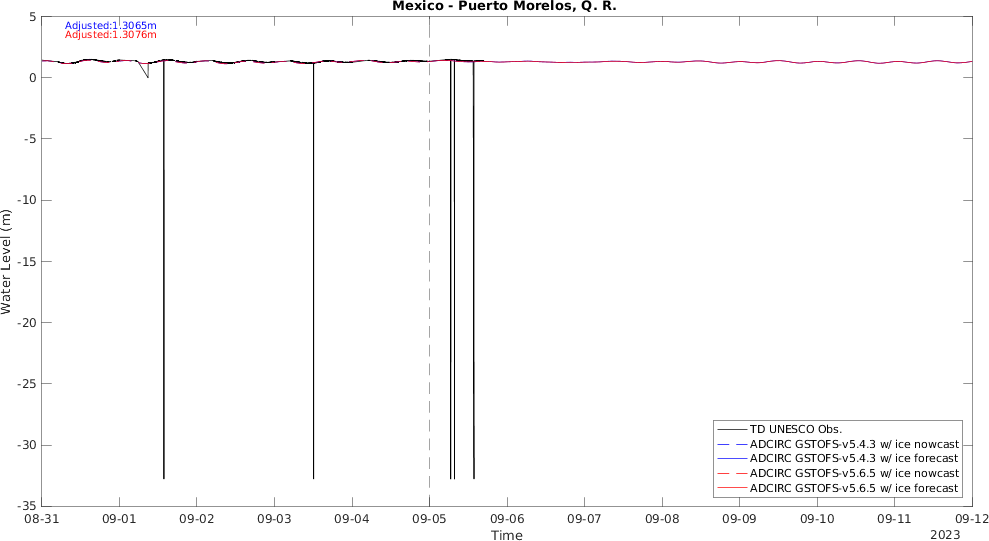 Mexico - Puerto Morelos, Q. R.
Adjusted:1.3065m
Adjusted:1.3076m
5
0
-5
-10
-15
-20
-25
-30
-35
Water Level (m)
TD UNESCO Obs.
ADCIRC GSTOFS-v5.4.3 w/ ice nowcast
ADCIRC GSTOFS-v5.4.3 w/ ice forecast
ADCIRC GSTOFS-v5.6.5 w/ ice nowcast
ADCIRC GSTOFS-v5.6.5 w/ ice forecast
08-31 09-01 09-02 09-03 09-04 09-05 09-06 09-07 09-08 09-09 09-10 09-11 09-12
Time
2023